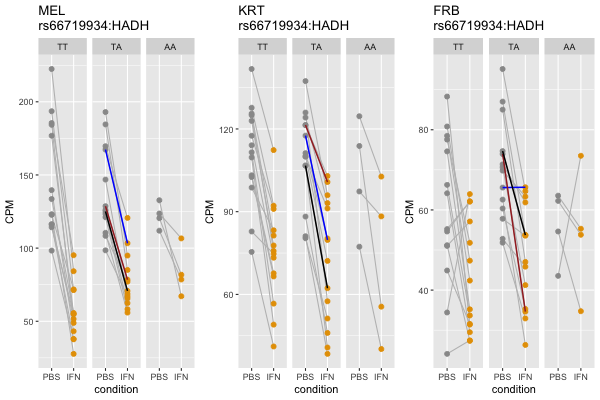 MEL
rs66719934:HADH
TT TA AA
CPM
200
150
100
50
PBS IFN PBS IFN PBS IFN
condition
KRT
rs66719934:HADH
TT TA AA
CPM
120
90
60
PBS IFN PBS IFN PBS IFN
condition
FRB
rs66719934:HADH
TT TA AA
CPM
80
60
40
PBS IFN PBS IFN PBS IFN
condition